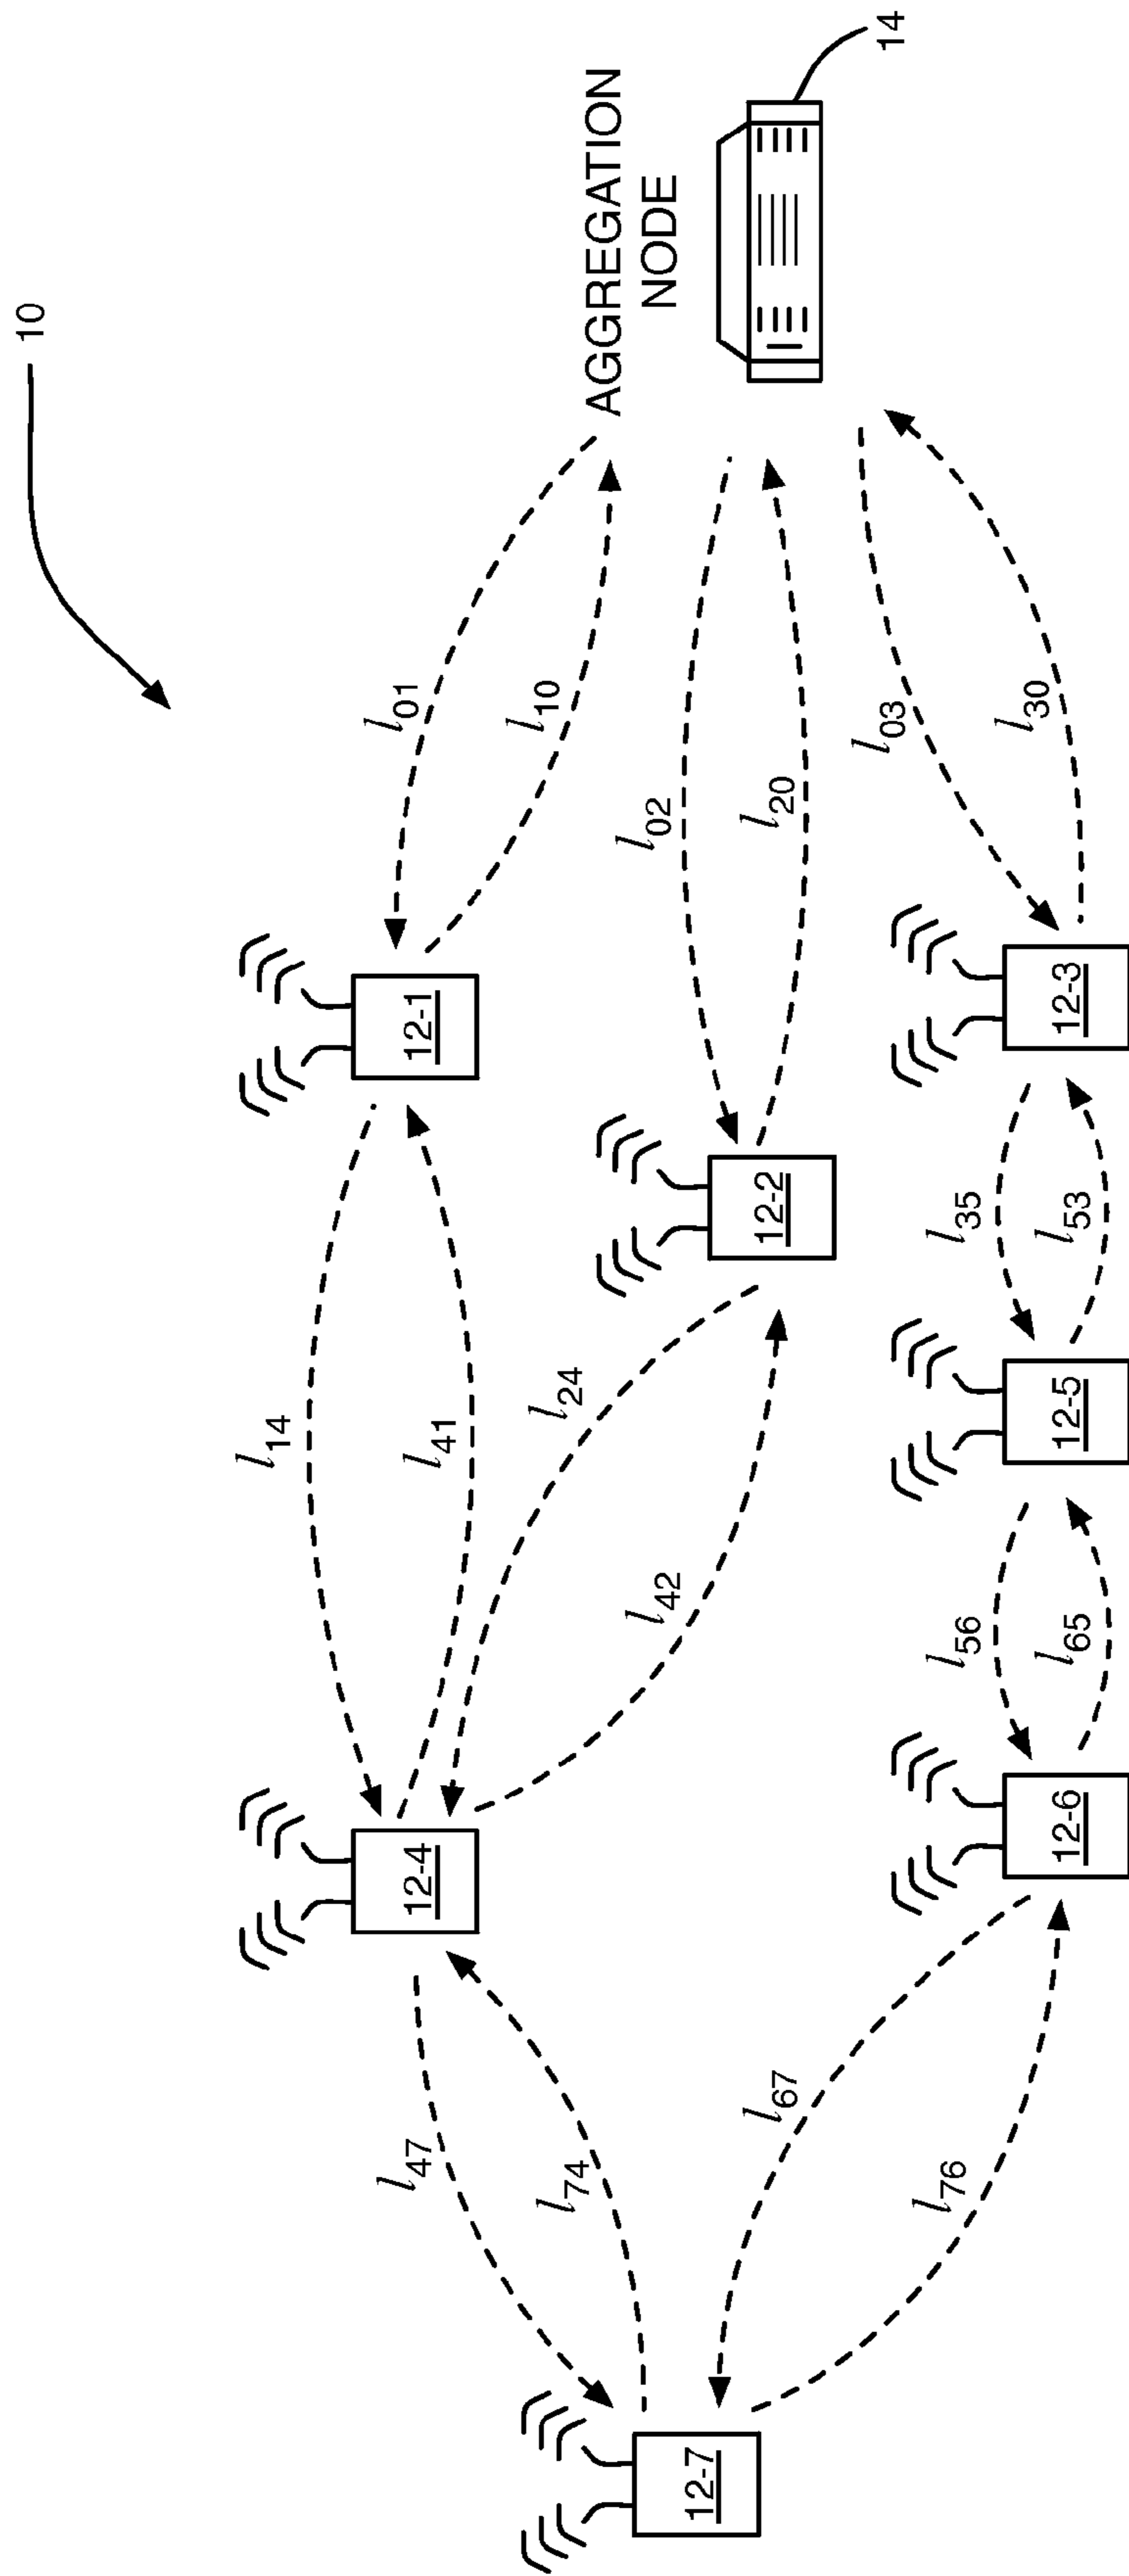 10
AGGREGATION
NODE
14
l01
l10
l02
l20
l03
l30
12-1
12-2
12-3
l14
l41
l24
l42
l35
l53
12-4
12-5
l56
l65
12-6
l47
l74
l67
l76
12-7